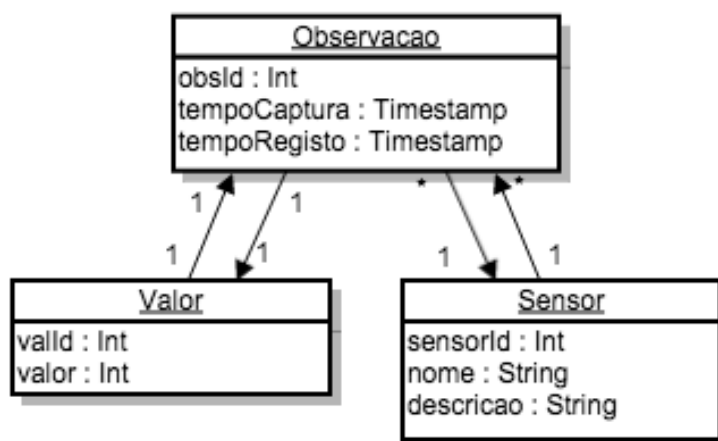 Observacao
obsId : Int
tempoCaptura : Timestamp
tempoRegisto : Timestamp
1 1 * *
1 1 1 1
Valor
valId : Int
valor : Int
Sensor
sensorId : Int
nome : String
descricao : String